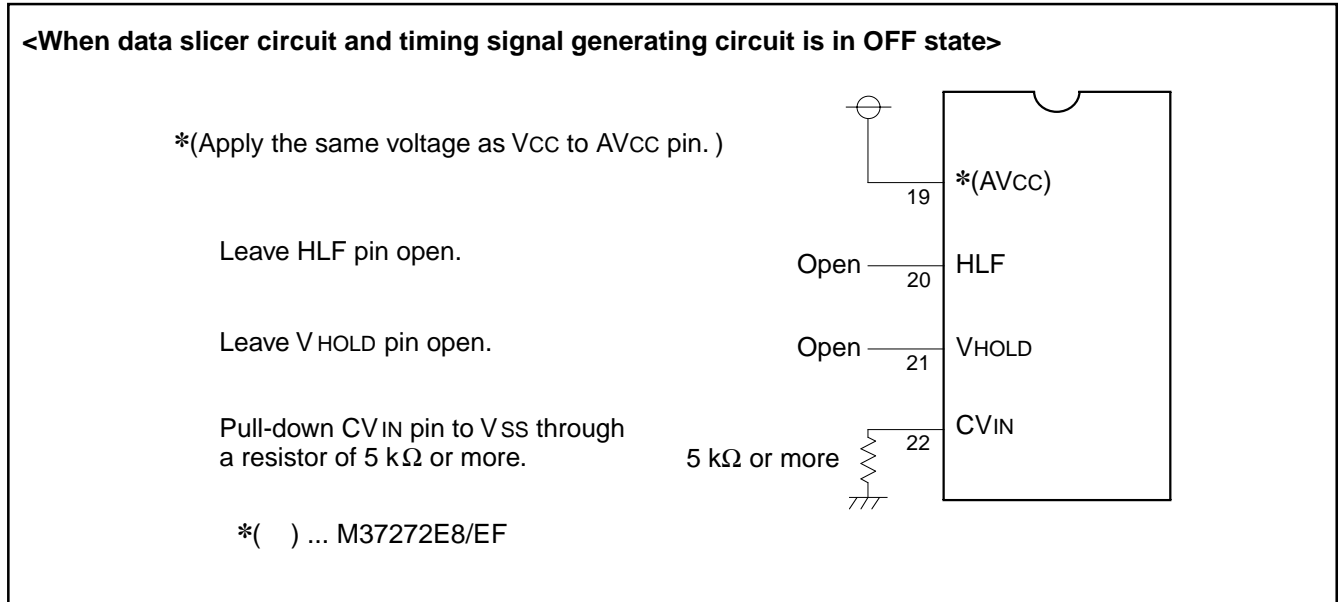 <When data slicer circuit and timing signal generating circuit is in OFF state>
*(Apply the same voltage as VCC to AVCC pin. )
19
*(AVCC)
Leave HLF pin open.
Open
20
HLF
Leave VHOLD pin open.
Open
21
VHOLD
Pull-down CVIN pin to VSS through
a resistor of 5 kΩ or more.
5 kΩ or more
22
CVIN
*( ) ... M37272E8/EF